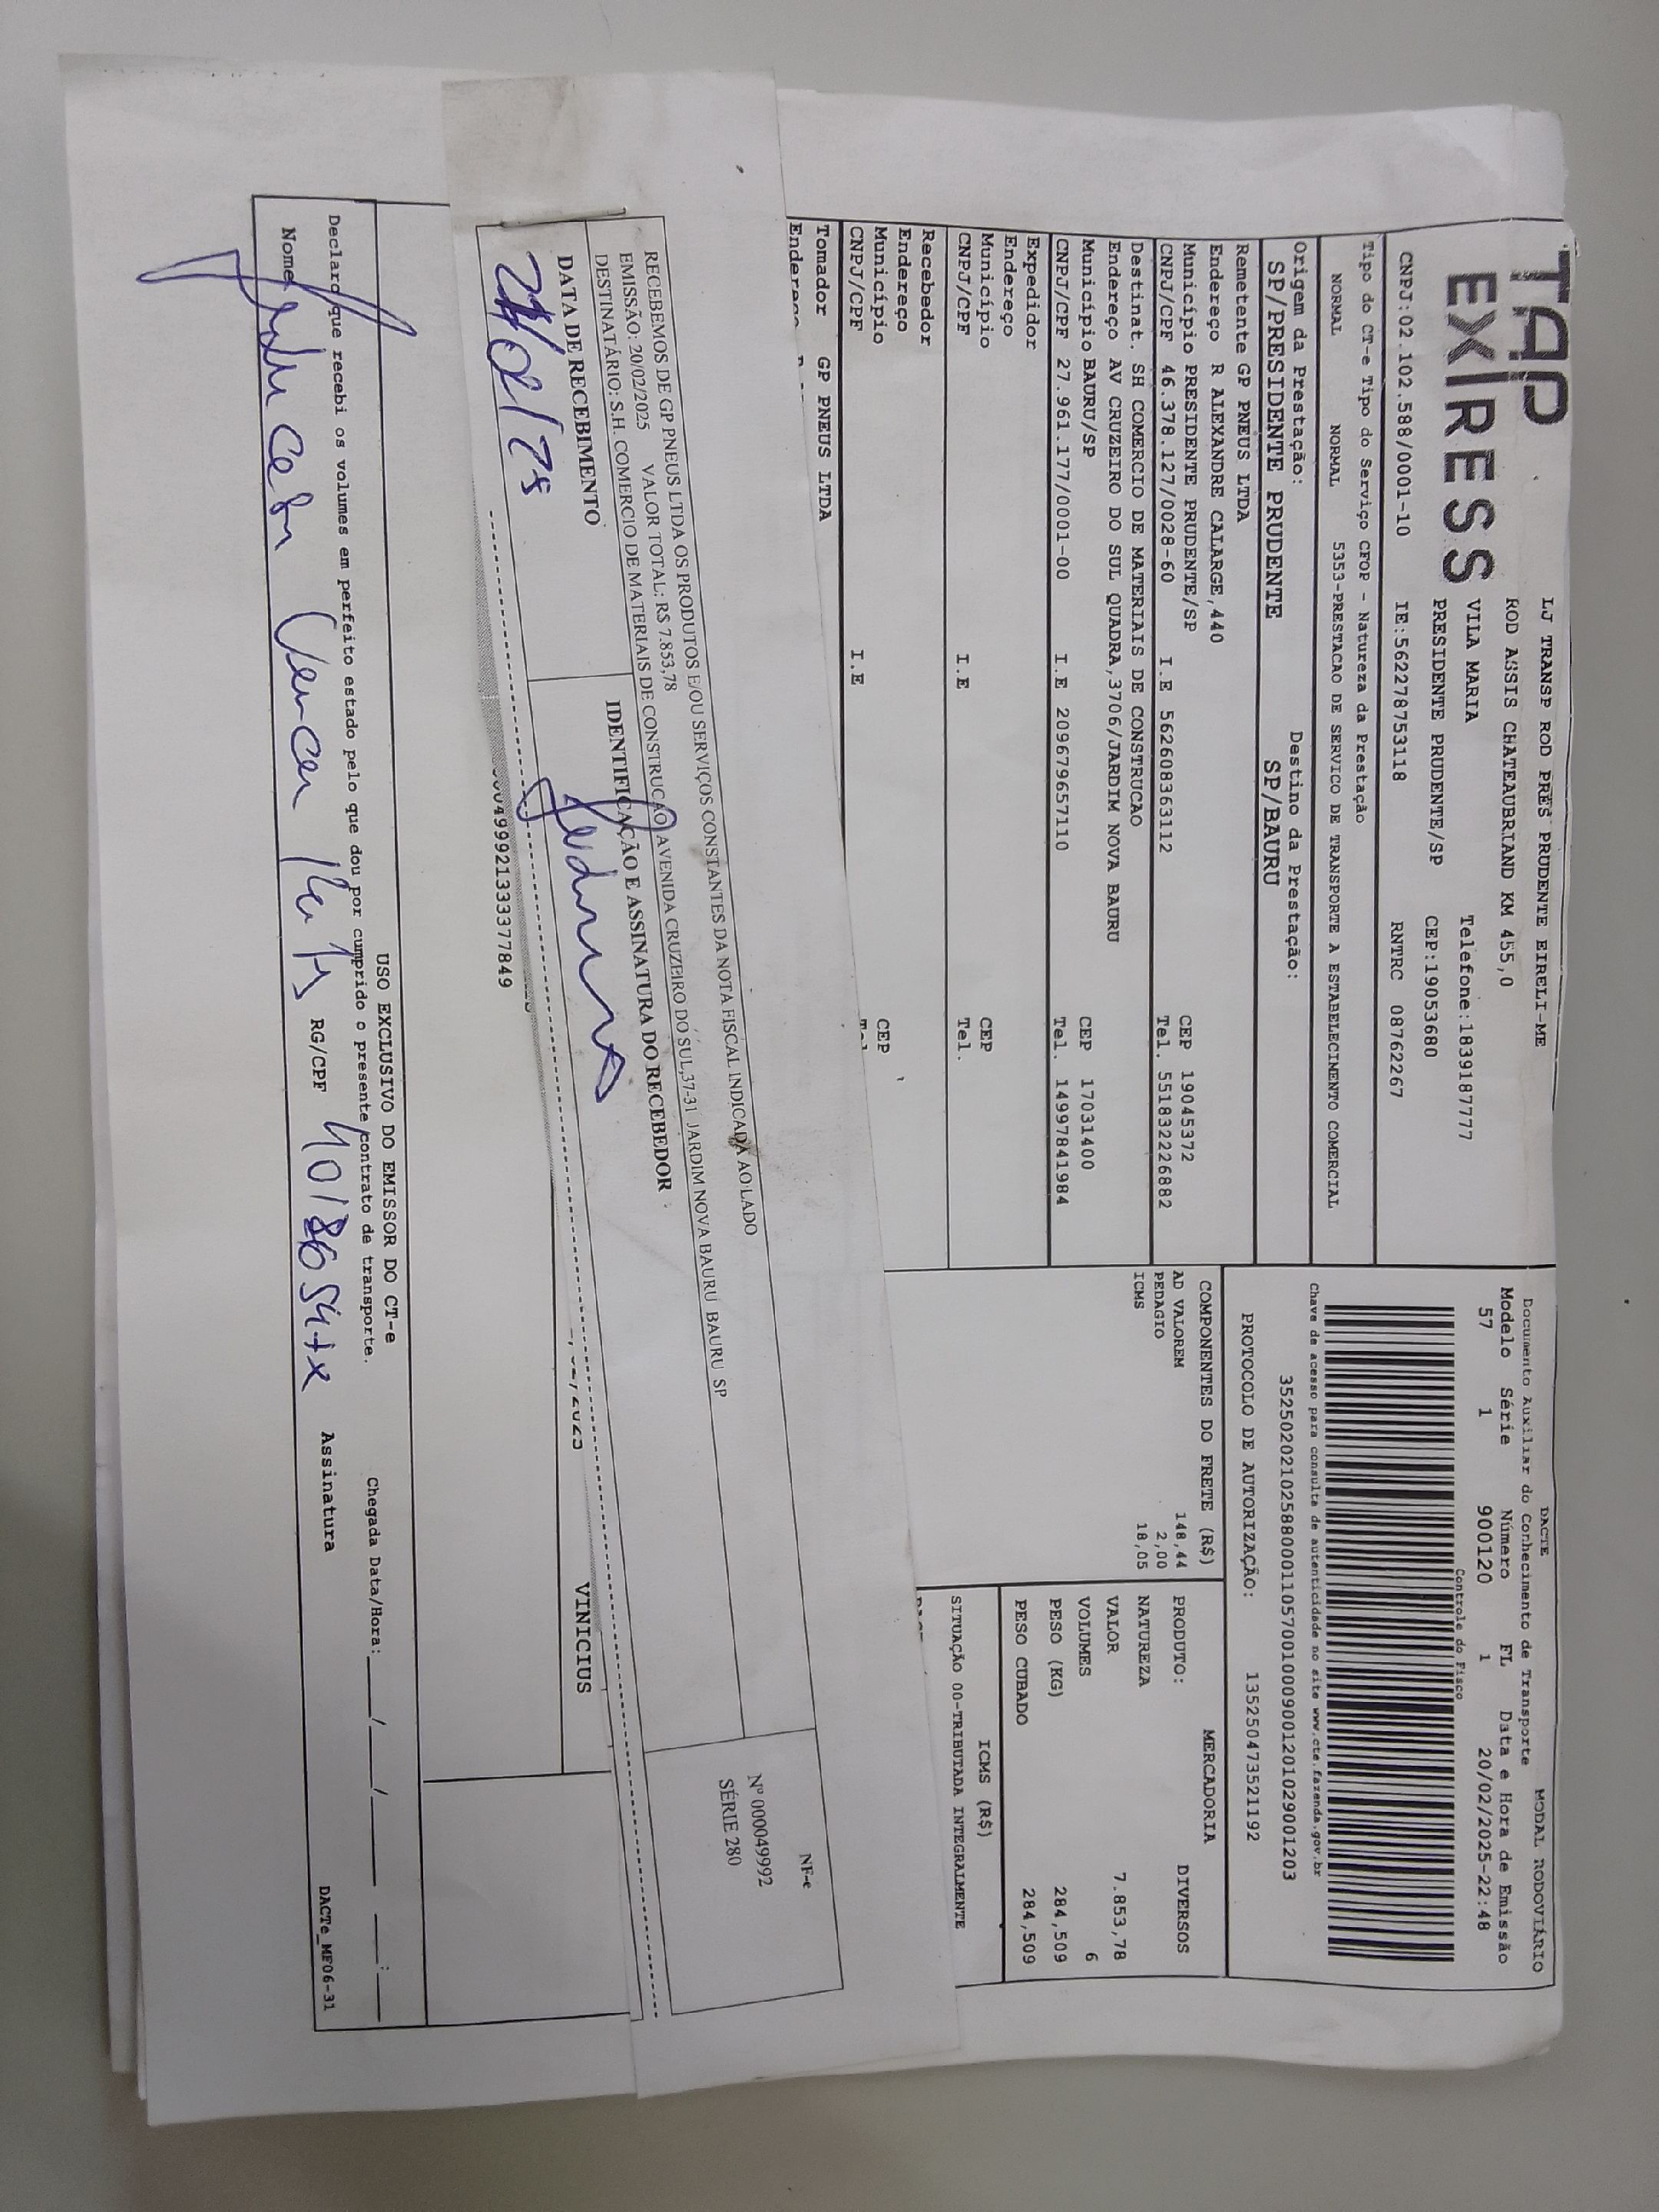 TAP
EXPRESS
LJ TRANSP ROD PRES PRUDENTE EIRELI-ME
ROD ASSIS CHATEAUBRIAND KM 455,0
VILA MARIA
Telefone:1839187777
PRESIDENTE PRUDENTE/SP
CEP:19053680
CNPJ:02.102.588/0001-10
IE:562278753118
RNTRC 08762267
DACTE
MODAL RODOVIÁRIO
Documento Auxiliar do Conhecimento de Transporte
Modelo Série Número FL Data e Hora de Emissão
57 1 900120 1 20/02/2025-22:48
Controle do Fisco
Tipo do CT-e Tipo do Serviço CFOP - Natureza da Prestação
NORMAL NORMAL 5353-PRESTACAO DE SERVICO DE TRANSPORTE A ESTABELECIMENTO COMERCIAL
Chave de acesso para consulta de autenticidade no site www.cte.fazenda.gov.br
35250202102588000110570010009001201029001203
Origem da Prestação:
Destino da Prestação:
SP/PRESIDENTE PRUDENTE
SP/BAURU
PROTOCOLO DE AUTORIZAÇÃO: 135250473521192
Remetente GP PNEUS LTDA
Endereço R ALEXANDRE CALARGE,440
Município PRESIDENTE PRUDENTE/SP CEP 19045372
CNPJ/CPF 46.378.127/0028-60 I.E 562608363112 Tel. 5518322226882
Destinat. SH COMERCIO DE MATERIAIS DE CONSTRUCAO
Endereço AV CRUZEIRO DO SUL QUADRA,3706/JARDIM NOVA BAURU
Município BAURU/SP CEP 17031400
CNPJ/CPF 27.961.177/0001-00 I.E 209679657110 Tel. 14997841984
Expedidor
Endereço
Município CEP
CNPJ/CPF I.E Tel.
Recebedor
Endereço
Município CEP
CNPJ/CPF I.E
Tomador GP PNEUS LTDA
Endereço
COMPONENTES DO FRETE (R$)
AD VALOREM 148,44
PEDAGIO 2,00
ICMS 18,05
MERCADORIA
PRODUTO: DIVERSOS
NATUREZA
VALOR 7.853,78
VOLUMES 6
PESO (KG) 284,509
PESO CUBADO 284,509
ICMS (R$)
SITUAÇÃO 00-TRIBUTADA INTEGRALMENTE
RECEBEMOS DE GP PNEUS LTDA OS PRODUTOS E/OU SERVIÇOS CONSTANTES DA NOTA FISCAL INDICADA AO LADO
EMISSÃO: 20/02/2025 VALOR TOTAL: R$ 7.853,78
DESTINATÁRIO: S.H. COMERCIO DE MATERIAIS DE CONSTRUCAO AVENIDA CRUZEIRO DO SUL,37-31 JARDIM NOVA BAURU BAURU SP
DATA DE RECEBIMENTO
IDENTIFICAÇÃO E ASSINATURA DO RECEBEDOR
NF-e
Nº 000049992
SÉRIE 280
VINICIUS
USO EXCLUSIVO DO EMISSOR DO CT-e
Declaro que recebi os volumes em perfeito estado pelo que dou por cumprido o presente contrato de transporte.
Chegada Data/Hora:___/___/____ __:__
Nome
RG/CPF
Assinatura
DACTe_MF06-31